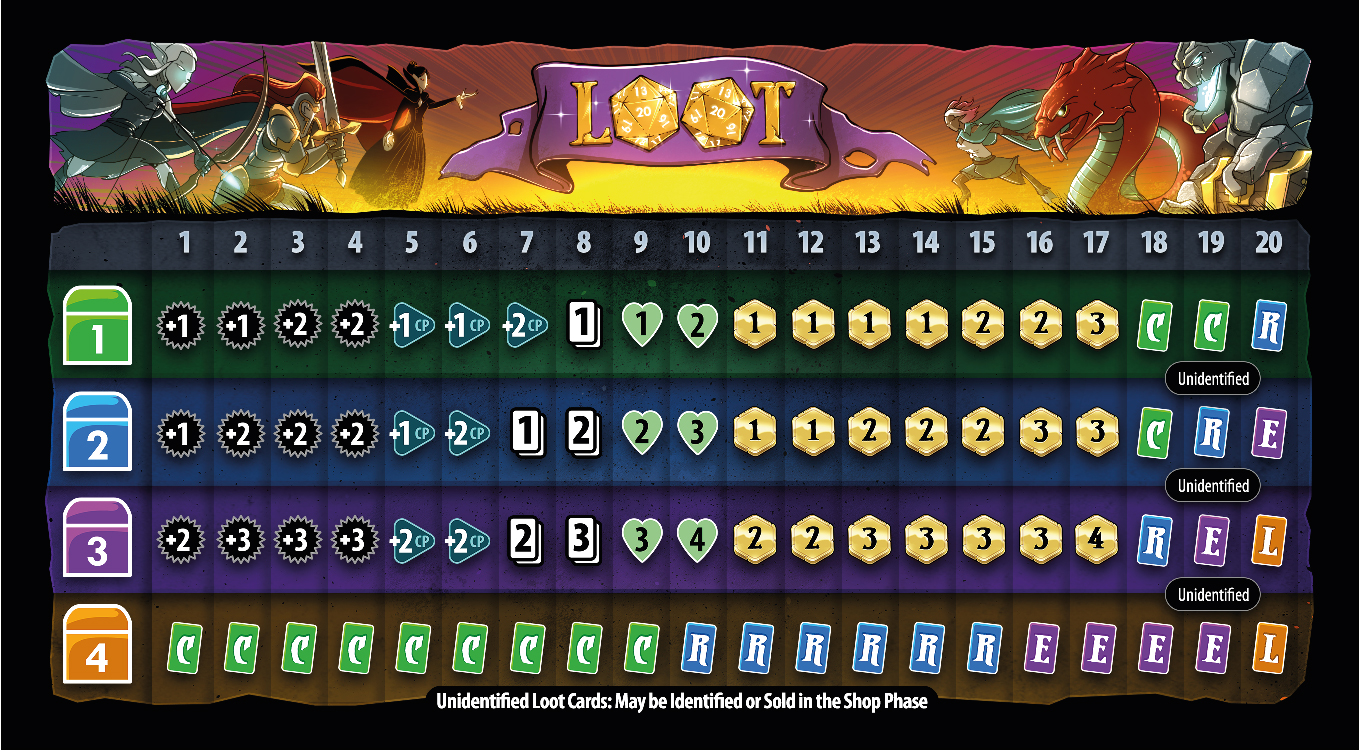 LOOT
1 2 3 4 5 6 7 8 9 10 11 12 13 14 15 16 17 18 19 20
1 +1 +1 +2 +2 +1 CP +1 CP +2 CP 1 1 2 1 1 1 1 2 2 3 C C R
Unidentified
2 +1 +2 +2 +2 +1 CP +2 CP 1 2 2 3 1 1 2 2 2 3 3 C R E
Unidentified
3 +2 +3 +3 +3 +2 CP +2 CP 2 3 3 4 2 2 3 3 3 3 4 R E L
Unidentified
4 C C C C C C C C C R R R R R R E E E E L
Unidentified Loot Cards: May be Identified or Sold in the Shop Phase